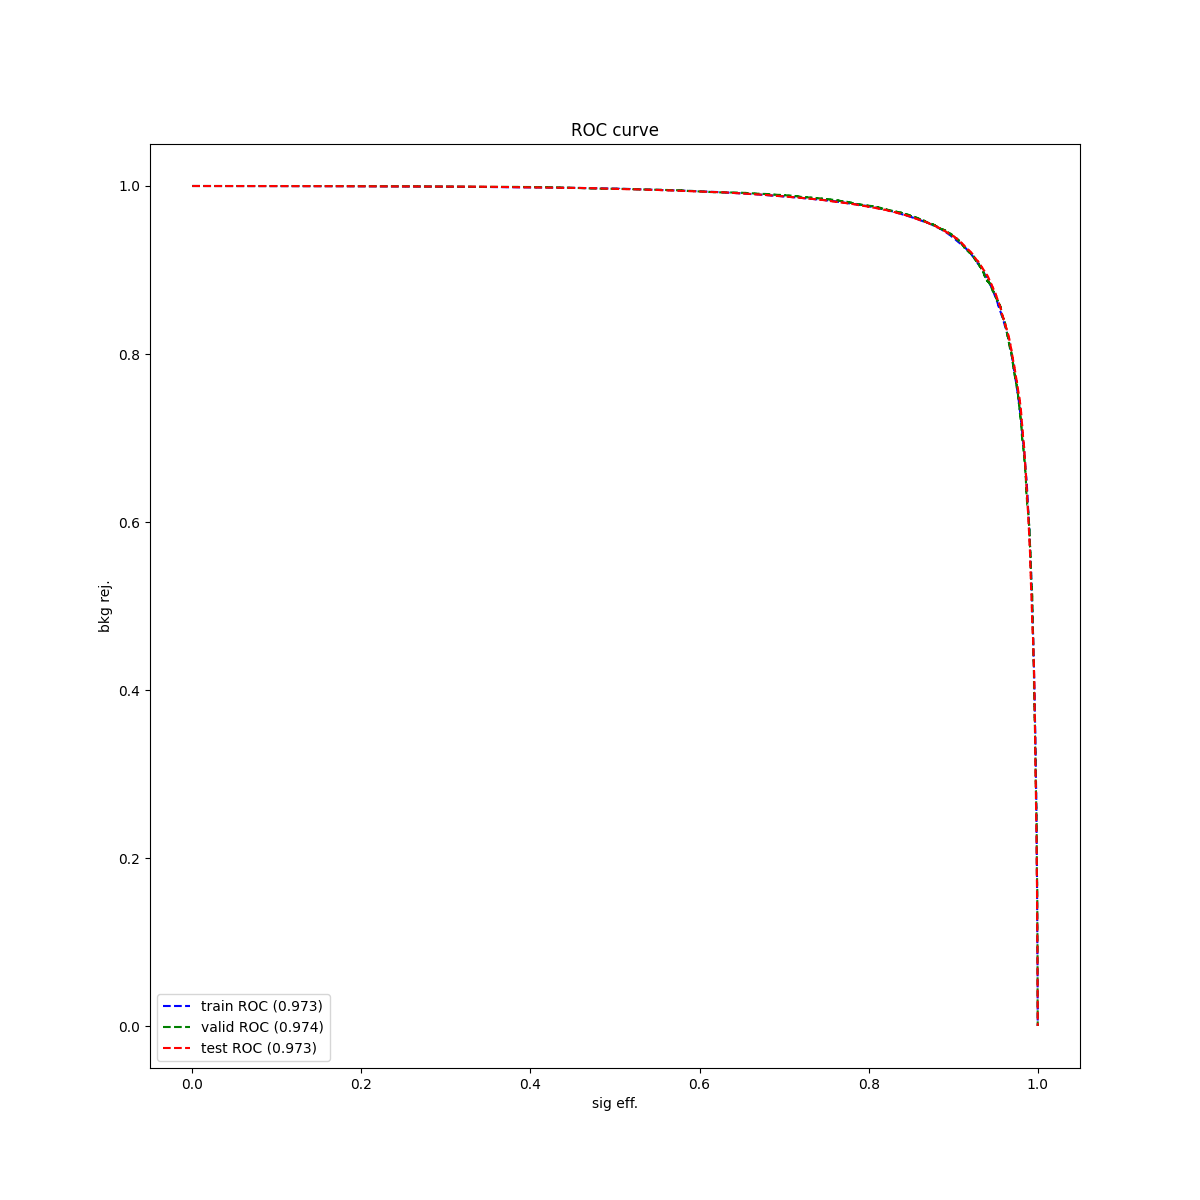 ROC curve
1.0
0.8
0.6
0.4
0.2
0.0
bkg rej.
train ROC (0.973)
valid ROC (0.974)
test ROC (0.973)
0.0 0.2 0.4 0.6 0.8 1.0
sig eff.